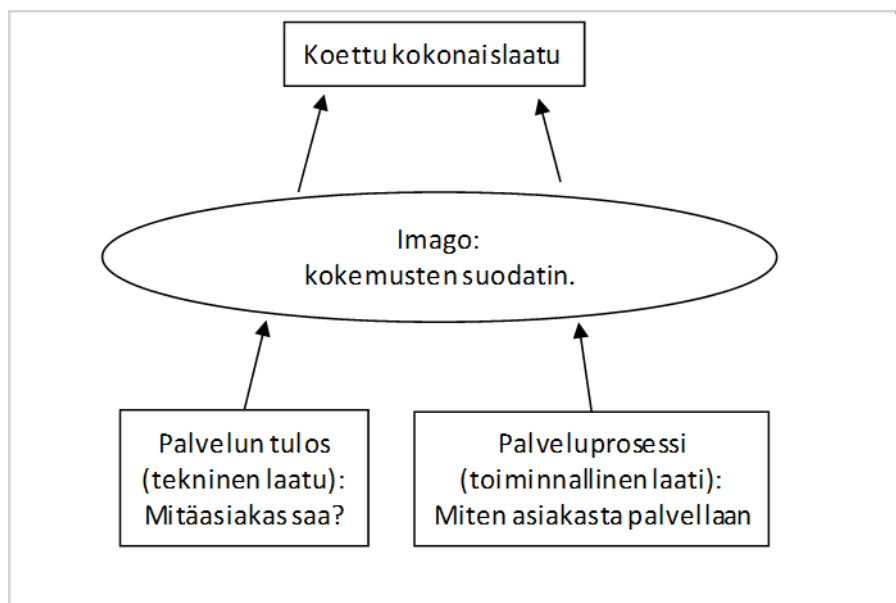 Koettu kokonaislaatu
Imago:
kokemusten suodatin.
Palvelun tulos
(tekninen laatu):
Mitäasiakas saa?
Palveluprosessi
(toiminnallinen laati):
Miten asiakasta palvellaan